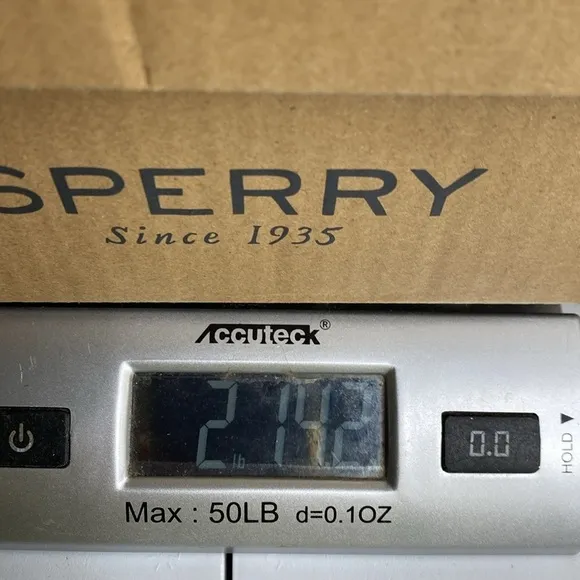 SPERRY
Since 1935
Accuteck®
2 lb 14.2
0.0
HOLD ▼
Max : 50LB d=0.1OZ